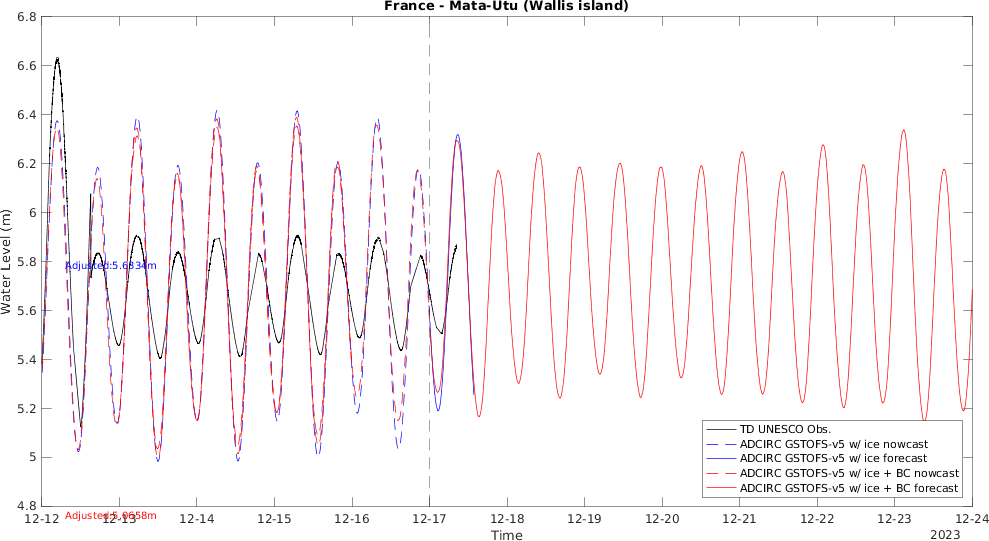 France - Mata-Utu (Wallis island)
6.8
6.6
6.4
6.2
6
5.8
5.6
5.4
5.2
5
4.8
Water Level (m)
Adjusted:5.6334m
Adjusted:5.0658m
TD UNESCO Obs.
ADCIRC GSTOFS-v5 w/ ice nowcast
ADCIRC GSTOFS-v5 w/ ice forecast
ADCIRC GSTOFS-v5 w/ ice + BC nowcast
ADCIRC GSTOFS-v5 w/ ice + BC forecast
12-12 12-13 12-14 12-15 12-16 12-17 12-18 12-19 12-20 12-21 12-22 12-23 12-24
Time
2023